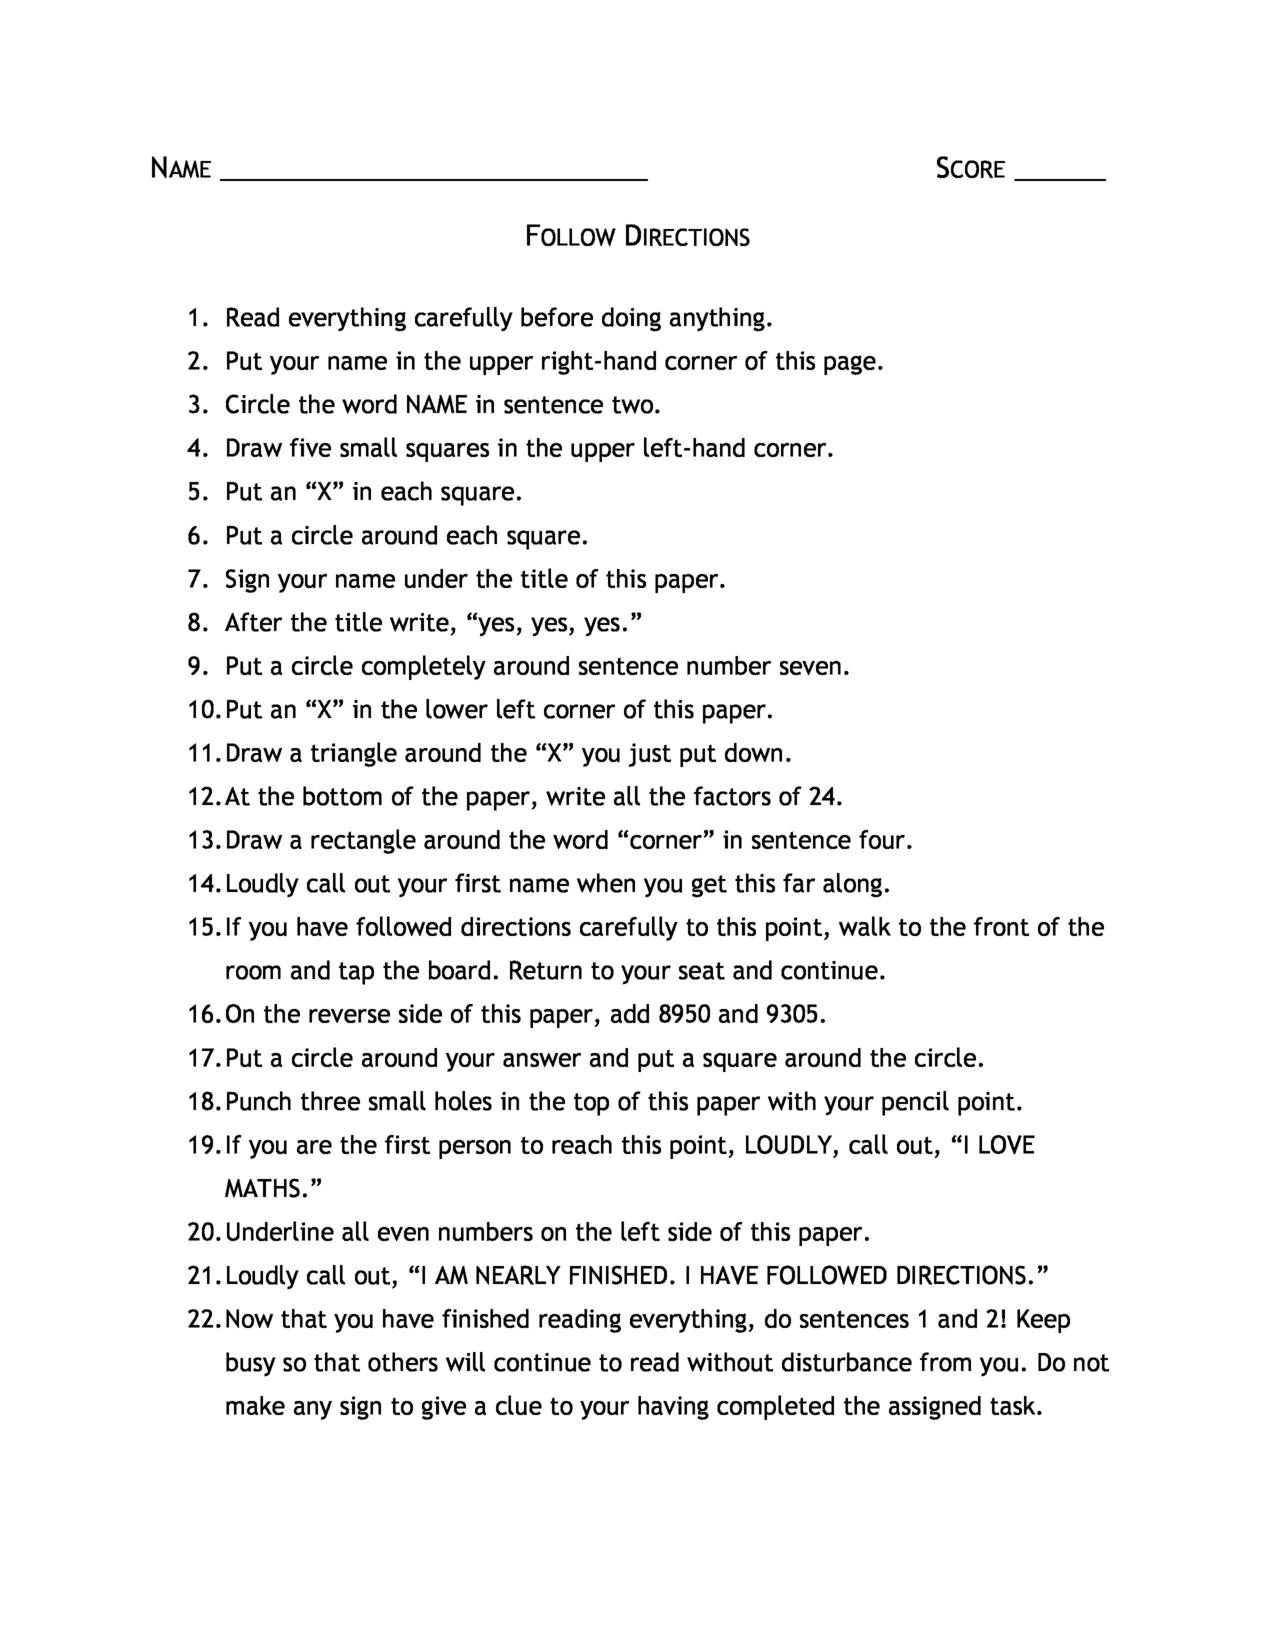 NAME ______________________________ SCORE ______
FOLLOW DIRECTIONS
1. Read everything carefully before doing anything.
2. Put your name in the upper right-hand corner of this page.
3. Circle the word NAME in sentence two.
4. Draw five small squares in the upper left-hand corner.
5. Put an “X” in each square.
6. Put a circle around each square.
7. Sign your name under the title of this paper.
8. After the title write, “yes, yes, yes.”
9. Put a circle completely around sentence number seven.
10. Put an “X” in the lower left corner of this paper.
11. Draw a triangle around the “X” you just put down.
12. At the bottom of the paper, write all the factors of 24.
13. Draw a rectangle around the word “corner” in sentence four.
14. Loudly call out your first name when you get this far along.
15. If you have followed directions carefully to this point, walk to the front of the
room and tap the board. Return to your seat and continue.
16. On the reverse side of this paper, add 8950 and 9305.
17. Put a circle around your answer and put a square around the circle.
18. Punch three small holes in the top of this paper with your pencil point.
19. If you are the first person to reach this point, LOUDLY, call out, “I LOVE
MATHS.”
20. Underline all even numbers on the left side of this paper.
21. Loudly call out, “I AM NEARLY FINISHED. I HAVE FOLLOWED DIRECTIONS.”
22. Now that you have finished reading everything, do sentences 1 and 2! Keep
busy so that others will continue to read without disturbance from you. Do not
make any sign to give a clue to your having completed the assigned task.